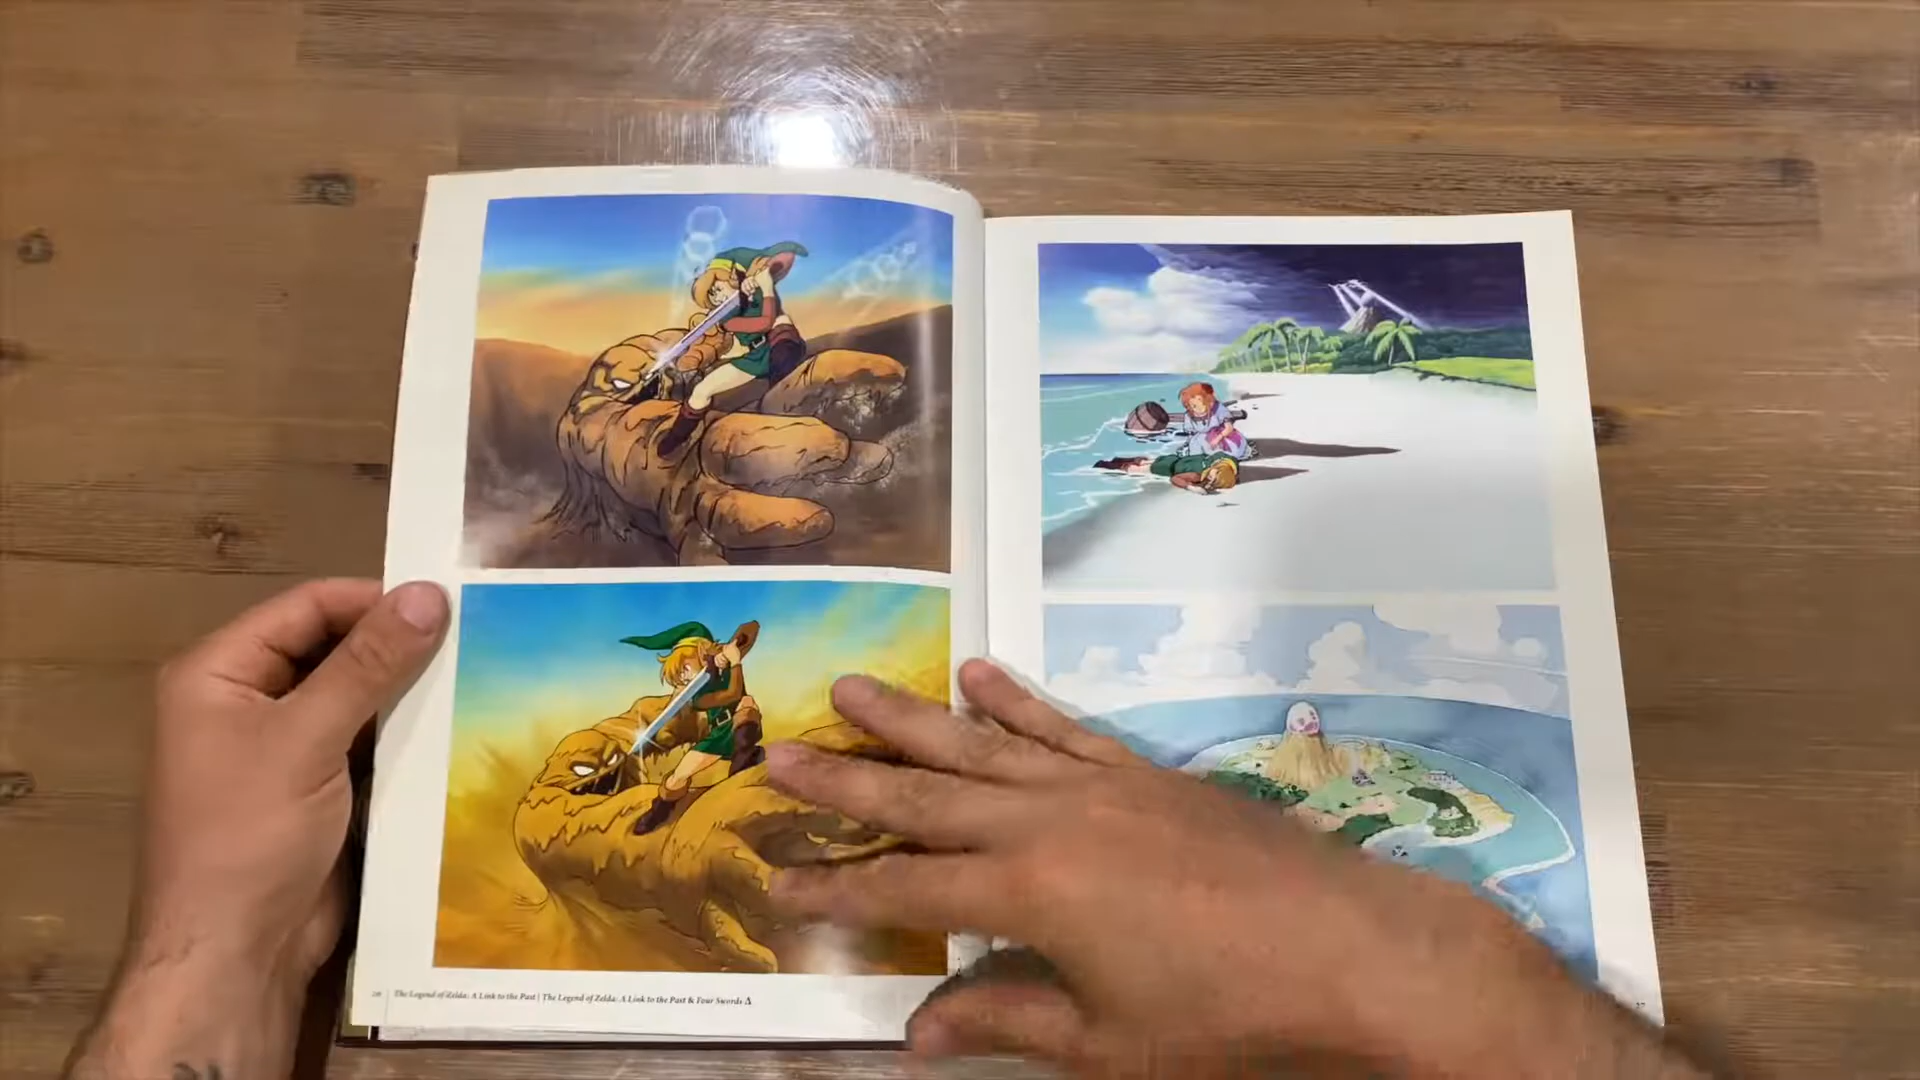 The Legend of Zelda: A Link to the Past | The Legend of Zelda: A Link to the Past & Four Swords Δ